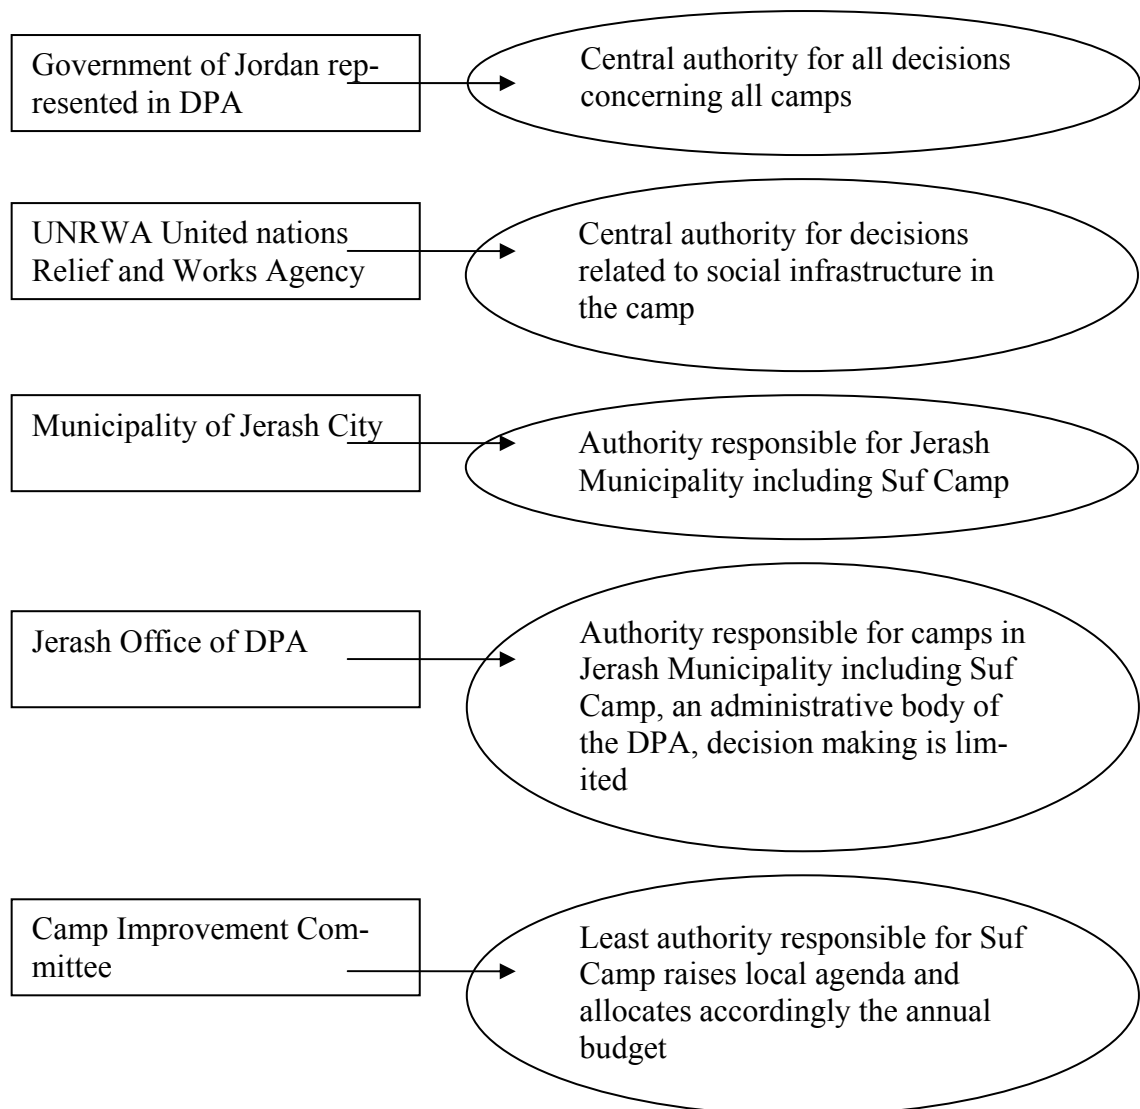 Government of Jordan rep-
resented in DPA
Central authority for all decisions
concerning all camps
UNRWA United nations
Relief and Works Agency
Central authority for decisions
related to social infrastructure in
the camp
Municipality of Jerash City
Authority responsible for Jerash
Municipality including Suf Camp
Jerash Office of DPA
Authority responsible for camps in
Jerash Municipality including Suf
Camp, an administrative body of
the DPA, decision making is lim-
ited
Camp Improvement Com-
mittee
Least authority responsible for Suf
Camp raises local agenda and
allocates accordingly the annual
budget